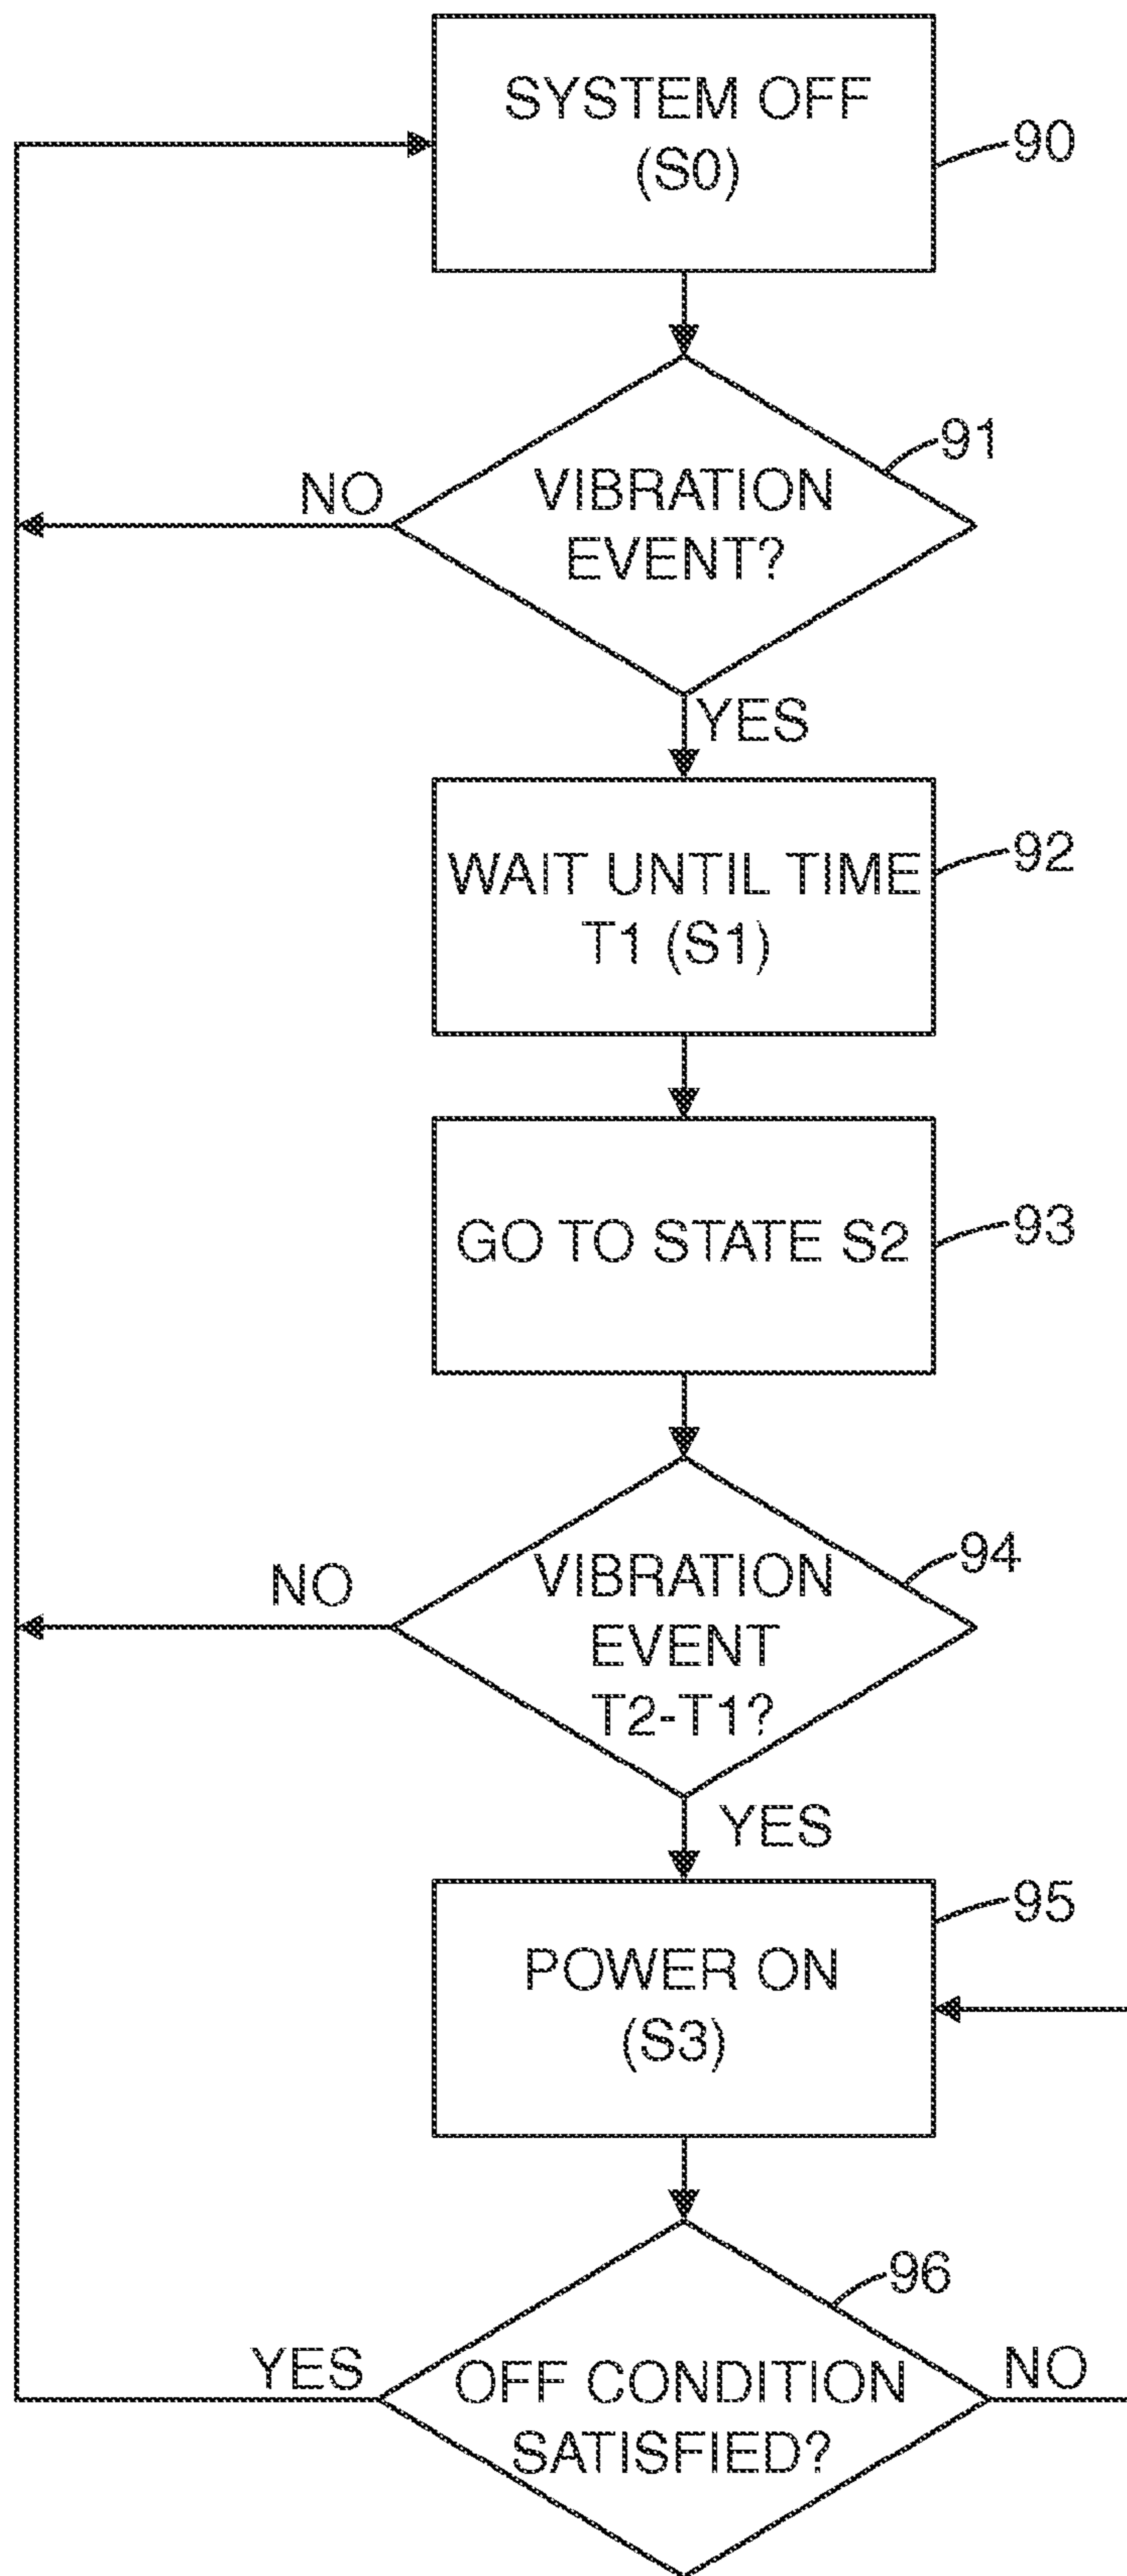 SYSTEM OFF
(S0)
90
91
NO
VIBRATION
EVENT?
YES
WAIT UNTIL TIME
T1 (S1)
92
GO TO STATE S2
93
94
NO
VIBRATION
EVENT
T2-T1?
YES
95
POWER ON
(S3)
96
YES
OFF CONDITION
SATISFIED?
NO